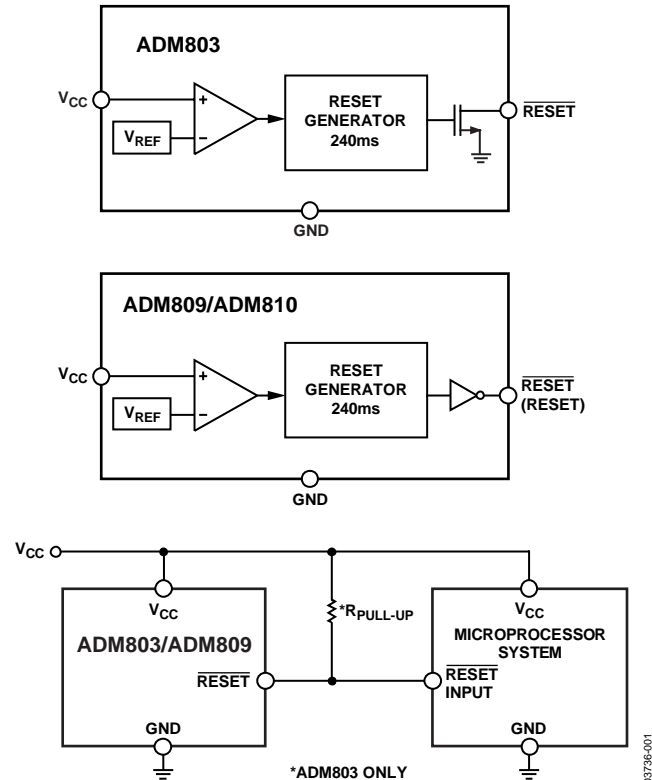 ADM803
VCC
+
VREF
–
RESET
GENERATOR
240ms
RESET
GND
ADM809/ADM810
VCC
+
VREF
–
RESET
GENERATOR
240ms
RESET
(RESET)
GND
VCC
VCC
ADM803/ADM809
RESET
GND
*RPULL-UP
VCC
MICROPROCESSOR
SYSTEM
RESET
INPUT
GND
*ADM803 ONLY
03736-001